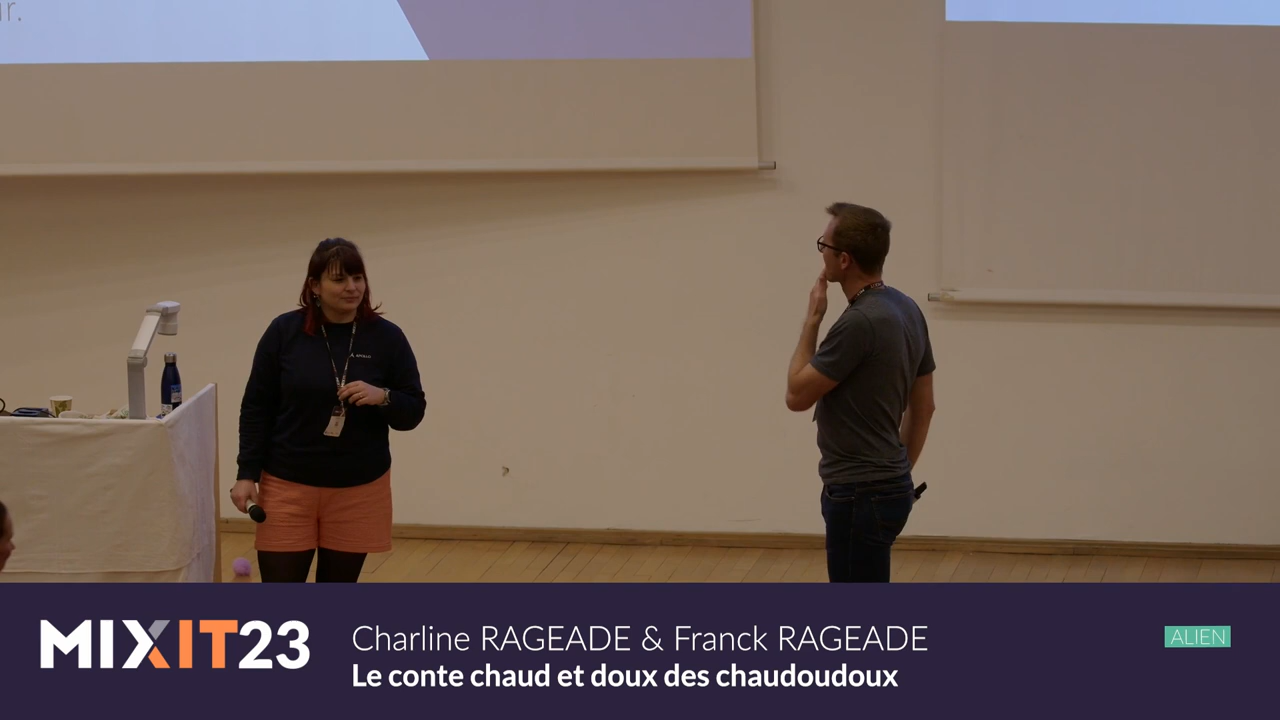 r.
MIXIT23
Charline RAGEADE & Franck RAGEADE
ALIEN
Le conte chaud et doux des chaudoudoux